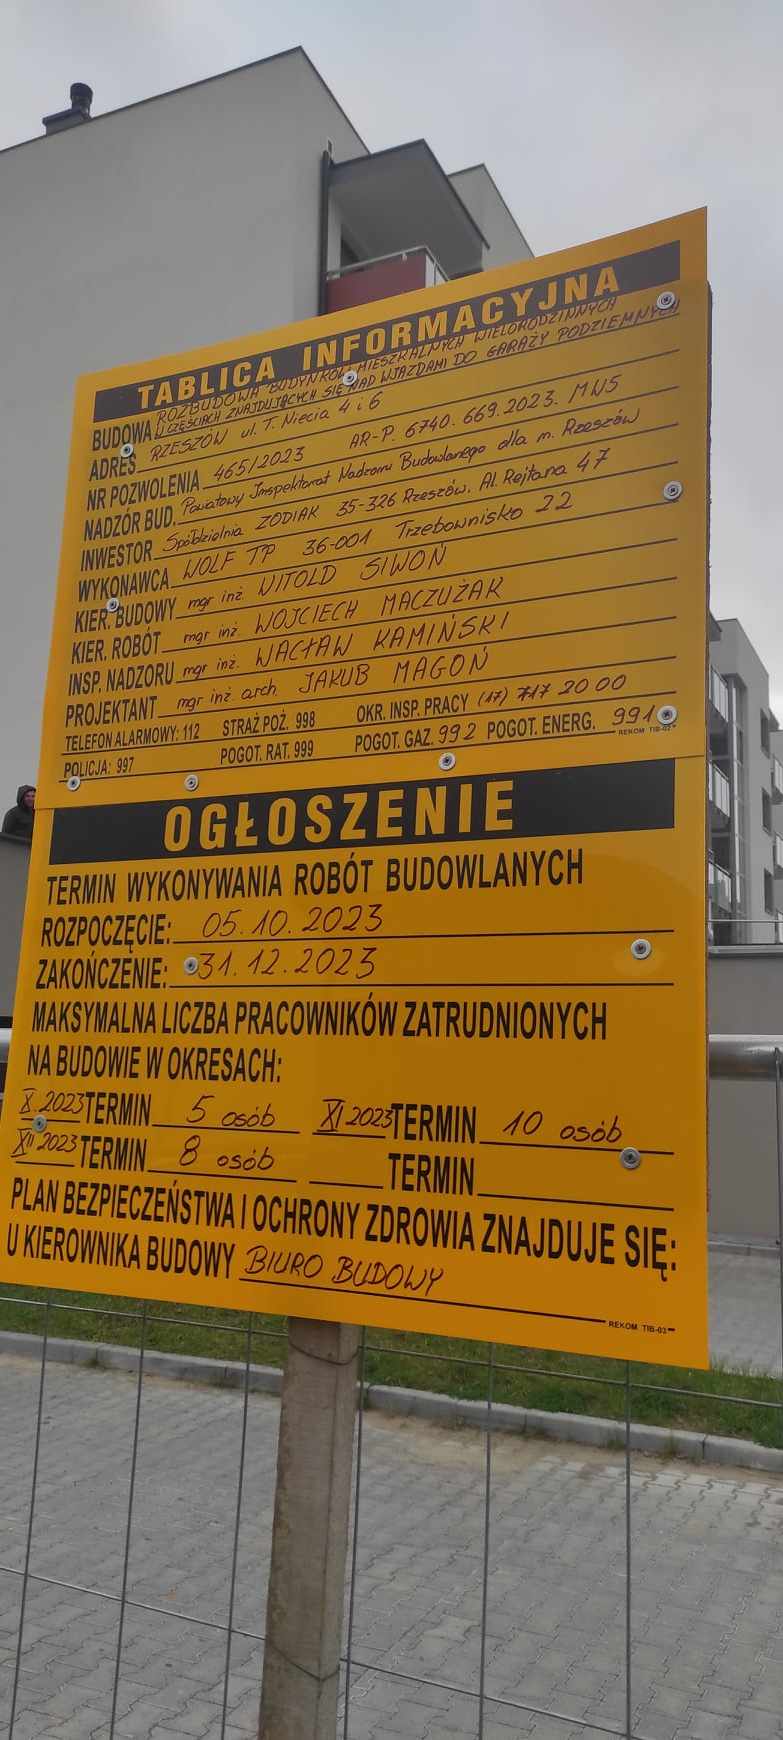 TABLICA INFORMACYJNA
ROZBUDOWA BUDYNKÓW MIESZKALNYCH WIELORODZINNYCH
BUDOWA W CZĘŚCIACH ZNAJDUJĄCYCH SIĘ NAD WJAZDAMI DO GARAŻY PODZIEMNYCH
ADRES RZESZÓW ul. T. Niecia 4 i 6
NR POZWOLENIA 465/2023 AR-P. 6740.669.2023. MW5
NADZÓR BUD. Powiatowy Inspektorat Nadzoru Budowlanego dla m. Rzeszów
INWESTOR Spółdzielnia ZODIAK 35-326 Rzeszów, Al. Rejtana 47
WYKONAWCA WOLF TP 36-001 Trzebownisko 22
KIER. BUDOWY mgr inż. WITOLD SIWOŃ
KIER. ROBÓT mgr inż. WOJCIECH MACZUŻAK
INSP. NADZORU mgr inż. WACŁAW KAMIŃSKI
PROJEKTANT mgr inż. arch. JAKUB MAGOŃ
TELEFON ALARMOWY: 112 STRAŻ POŻ. 998 OKR. INSP. PRACY (17) 717 20 00
POLICJA: 997 POGOT. RAT. 999 POGOT. GAZ. 992 POGOT. ENERG. 991
REKOM TIB-02
OGŁOSZENIE
TERMIN WYKONYWANIA ROBÓT BUDOWLANYCH
ROZPOCZĘCIE: 05.10.2023
ZAKOŃCZENIE: 31.12.2023
MAKSYMALNA LICZBA PRACOWNIKÓW ZATRUDNIONYCH
NA BUDOWIE W OKRESACH:
X.2023 TERMIN 5 osób XI 2023 TERMIN 10 osób
XII 2023 TERMIN 8 osób TERMIN
PLAN BEZPIECZEŃSTWA I OCHRONY ZDROWIA ZNAJDUJE SIĘ:
U KIEROWNIKA BUDOWY BIURO BUDOWY
REKOM TIB-03